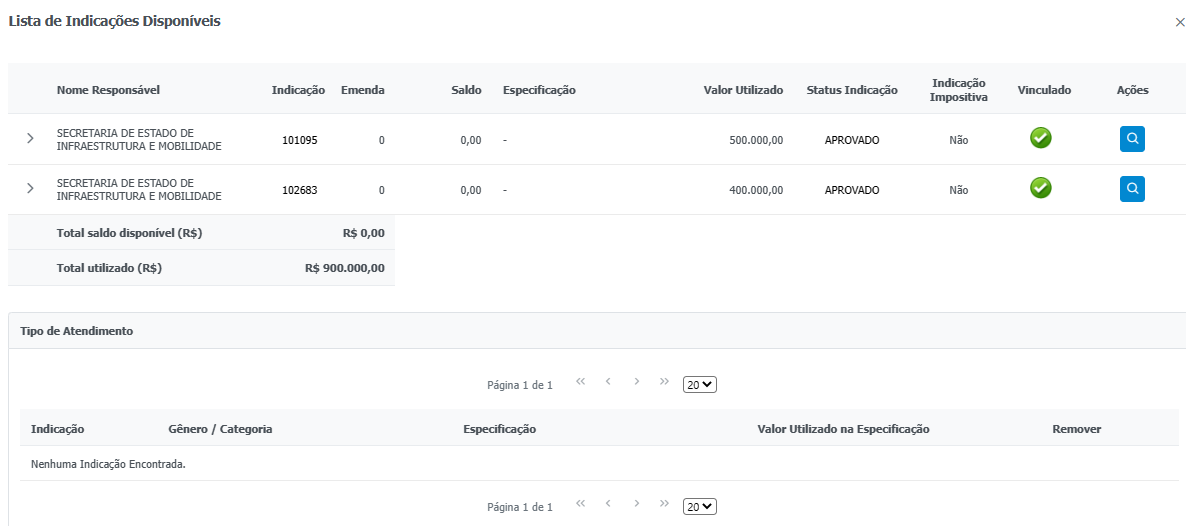 Lista de Indicações Disponíveis
×
Nome Responsável Indicação Emenda Saldo Especificação Valor Utilizado Status Indicação Indicação Impositiva Vinculado Ações
SECRETARIA DE ESTADO DE
INFRAESTRUTURA E MOBILIDADE 101095 0 0,00 - 500.000,00 APROVADO Não
SECRETARIA DE ESTADO DE
INFRAESTRUTURA E MOBILIDADE 102683 0 0,00 - 400.000,00 APROVADO Não
Total saldo disponível (R$) R$ 0,00
Total utilizado (R$) R$ 900.000,00
Tipo de Atendimento
Página 1 de 1 20
Indicação Gênero / Categoria Especificação Valor Utilizado na Especificação Remover
Nenhuma Indicação Encontrada.
Página 1 de 1 20